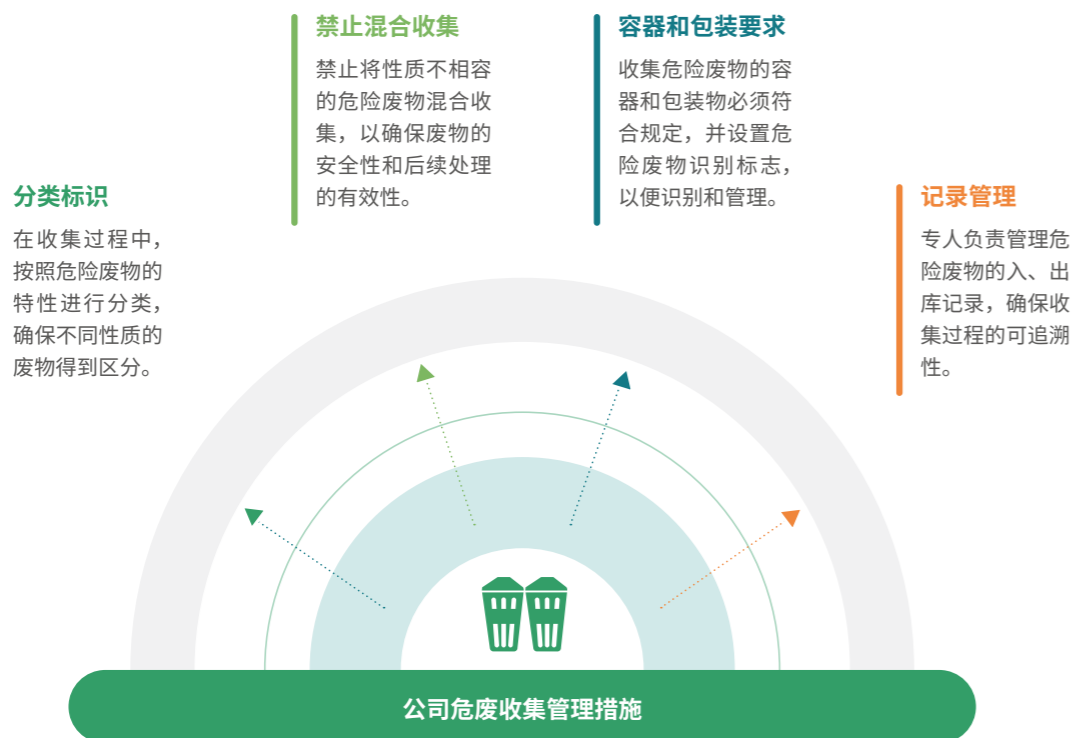 分类标识
在收集过程中，
按照危险废物的
特性进行分类，
确保不同性质的
废物得到区分。
禁止混合收集
禁止将性质不相容
的危险废物混合收
集，以确保废物的
安全性和后续处理
的有效性。
容器和包装要求
收集危险废物的容
器和包装物必须符
合规定，并设置危
险废物识别标志，
以便识别和管理。
记录管理
专人负责管理危
险废物的入、出
库记录，确保收
集过程的可追溯
性。
公司危废收集管理措施